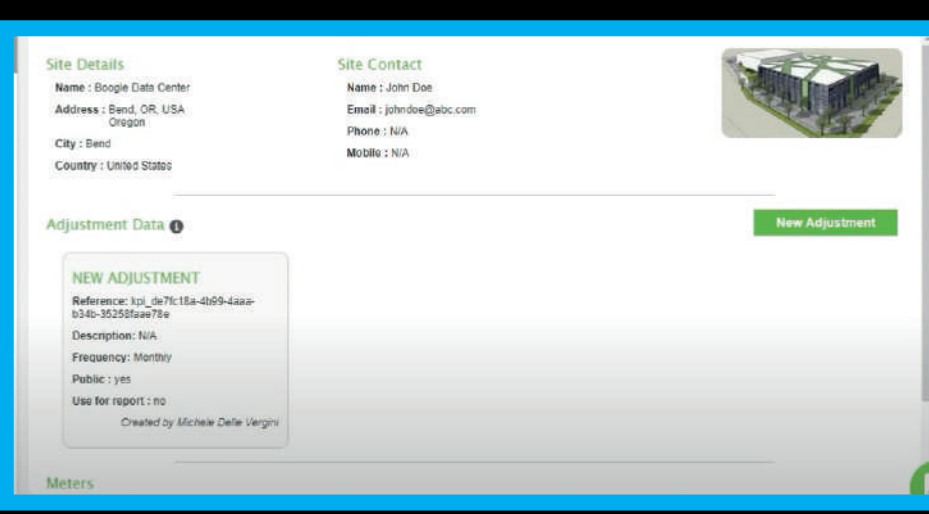 Site Details
Name : Boogle Data Center
Address : Bend, OR, USA
Oregon
City : Bend
Country : United States
Site Contact
Name : John Doe
Email : johndoe@abc.com
Phone : N/A
Mobile : N/A
Adjustment Data
New Adjustment
NEW ADJUSTMENT
Reference: kpi_de7fc18a-4b99-4aaa-
b34b-35258faae78e
Description: N/A
Frequency: Monthly
Public : yes
Use for report : no
Created by Michele Delle Vergini
Meters